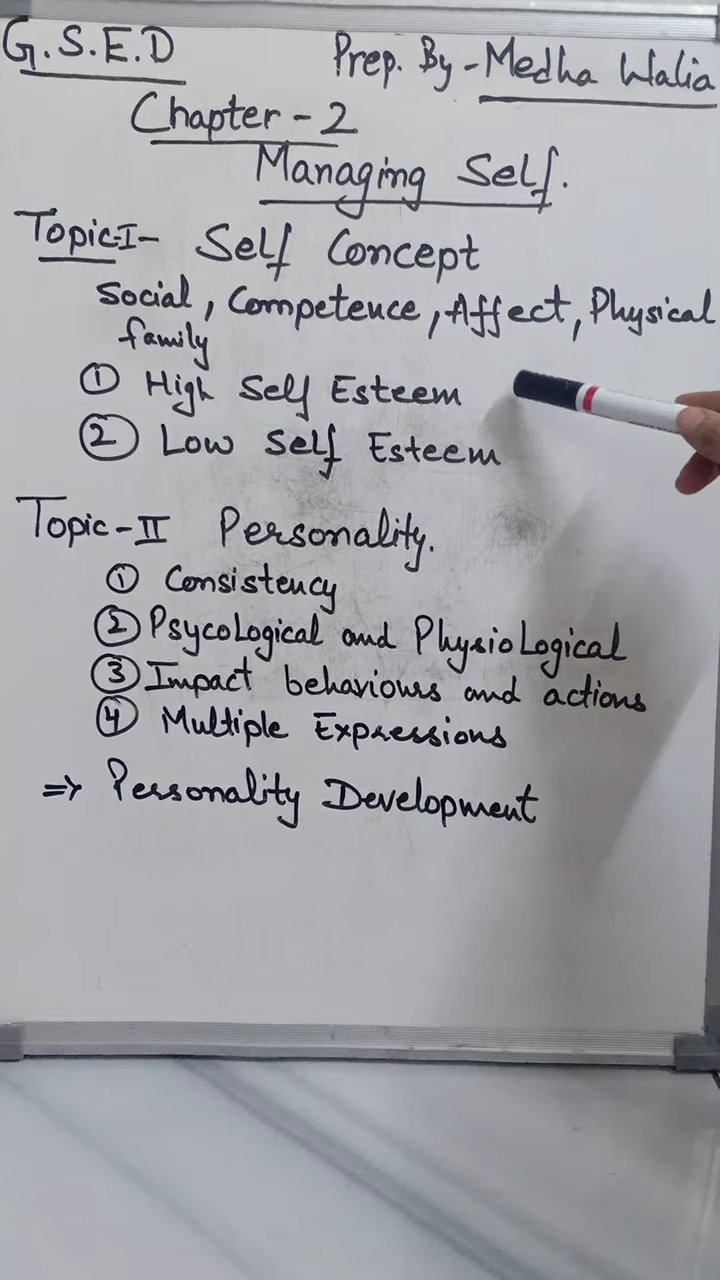 G.S.E.D
Prep. By - Medha Walia
Chapter - 2
Managing Self.
Topic-I - Self Concept
Social, Competence, Affect, Physical
family
① High Self Esteem
② Low Self Esteem
Topic-II Personality.
① Consistency
② Psycological and Physiological
③ Impact behaviours and actions
④ Multiple Expressions
⇒ Personality Development